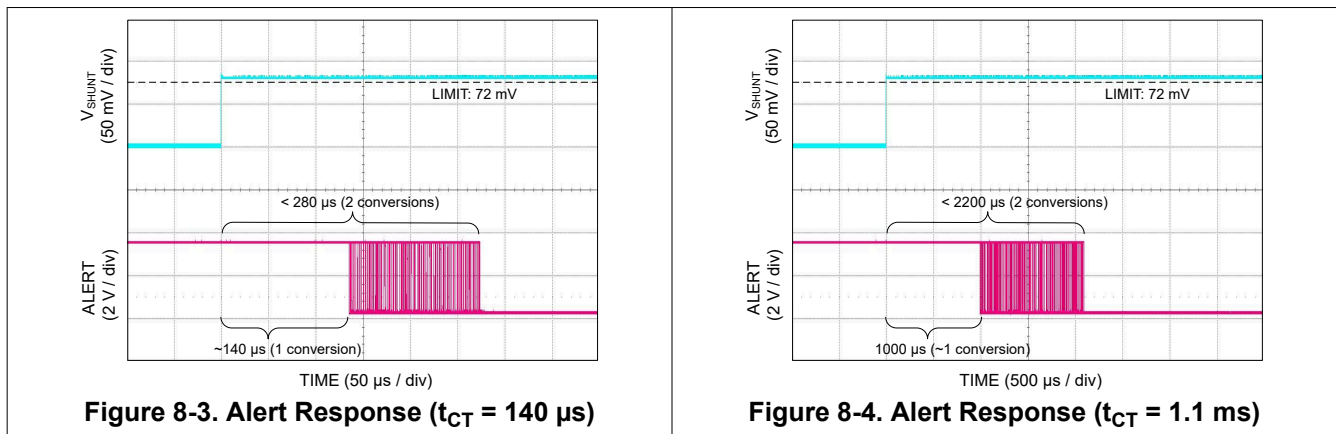 V_SHUNT
(50 mV / div)
LIMIT: 72 mV
< 280 µs (2 conversions)
ALERT
(2 V / div)
~140 µs (1 conversion)
TIME (50 µs / div)
Figure 8-3. Alert Response (t_CT = 140 µs)
V_SHUNT
(50 mV / div)
LIMIT: 72 mV
< 2200 µs (2 conversions)
ALERT
(2 V / div)
1000 µs (~1 conversion)
TIME (500 µs / div)
Figure 8-4. Alert Response (t_CT = 1.1 ms)